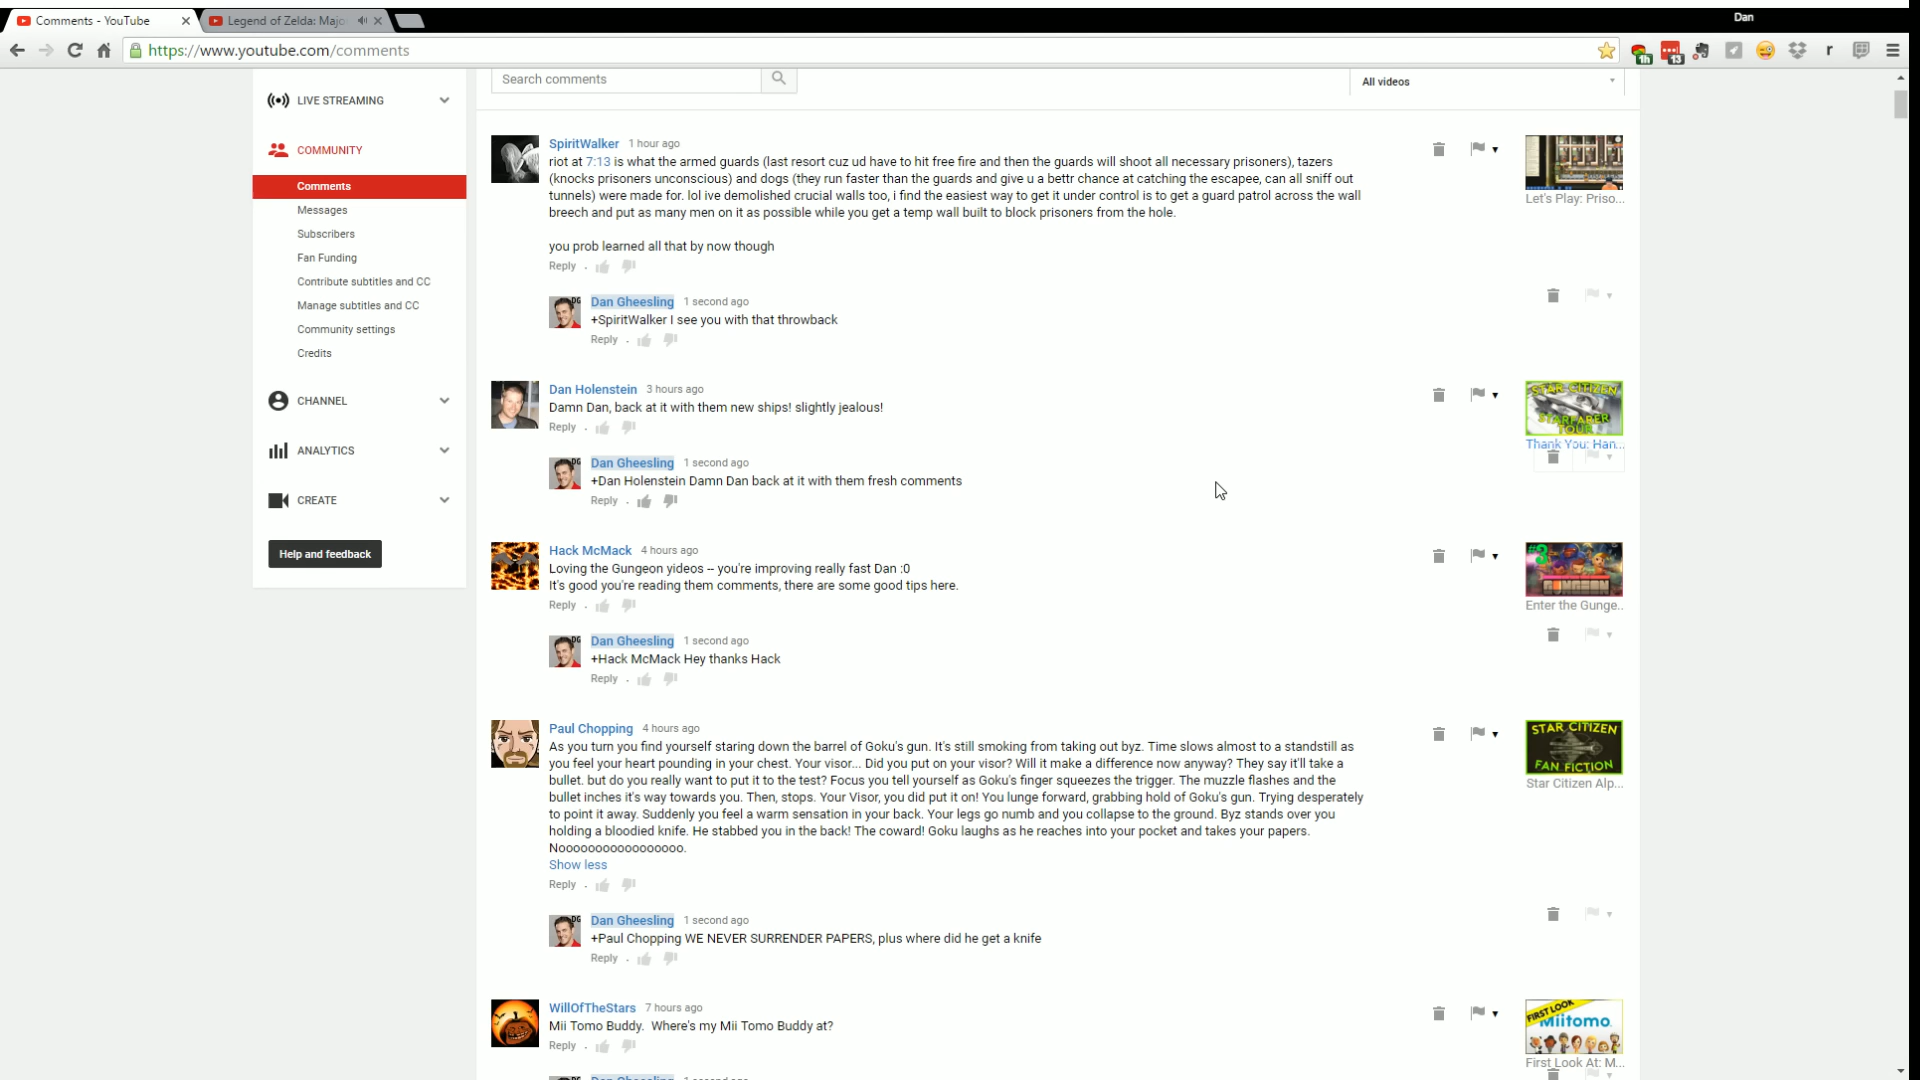 Comments - YouTube
Legend of Zelda: Majo
Dan
https://www.youtube.com/comments
1h
13
Search comments
All videos
LIVE STREAMING
COMMUNITY
Comments
Messages
Subscribers
Fan Funding
Contribute subtitles and CC
Manage subtitles and CC
Community settings
Credits
CHANNEL
ANALYTICS
CREATE
Help and feedback
SpiritWalker 1 hour ago
riot at 7:13 is what the armed guards (last resort cuz ud have to hit free fire and then the guards will shoot all necessary prisoners), tazers
(knocks prisoners unconscious) and dogs (they run faster than the guards and give u a bettr chance at catching the escapee, can all sniff out
tunnels) were made for. lol ive demolished crucial walls too, i find the easiest way to get it under control is to get a guard patrol across the wall
breech and put as many men on it as possible while you get a temp wall built to block prisoners from the hole.
you prob learned all that by now though
Reply
Let's Play: Priso...
Dan Gheesling 1 second ago
+SpiritWalker I see you with that throwback
Reply
Dan Holenstein 3 hours ago
Damn Dan, back at it with them new ships! slightly jealous!
Reply
STAR CITIZEN
STARFARER
TOUR
Thank You: Han...
Dan Gheesling 1 second ago
+Dan Holenstein Damn Dan back at it with them fresh comments
Reply
Hack McMack 4 hours ago
Loving the Gungeon yideos -- you're improving really fast Dan :0
It's good you're reading them comments, there are some good tips here.
Reply
#3
GUNGEON
Enter the Gunge..
Dan Gheesling 1 second ago
+Hack McMack Hey thanks Hack
Reply
Paul Chopping 4 hours ago
As you turn you find yourself staring down the barrel of Goku's gun. It's still smoking from taking out byz. Time slows almost to a standstill as
you feel your heart pounding in your chest. Your visor... Did you put on your visor? Will it make a difference now anyway? They say it'll take a
bullet. but do you really want to put it to the test? Focus you tell yourself as Goku's finger squeezes the trigger. The muzzle flashes and the
bullet inches it's way towards you. Then, stops. Your Visor, you did put it on! You lunge forward, grabbing hold of Goku's gun. Trying desperately
to point it away. Suddenly you feel a warm sensation in your back. Your legs go numb and you collapse to the ground. Byz stands over you
holding a bloodied knife. He stabbed you in the back! The coward! Goku laughs as he reaches into your pocket and takes your papers.
Nooooooooooooooooo.
Show less
Reply
STAR CITIZEN
FAN FICTION
Star Citizen Alp...
Dan Gheesling 1 second ago
+Paul Chopping WE NEVER SURRENDER PAPERS, plus where did he get a knife
Reply
WillOfTheStars 7 hours ago
Mii Tomo Buddy. Where's my Mii Tomo Buddy at?
Reply
FIRST LOOK
Miitomo
First Look At: M...
Dan Gheesling 1 second ago